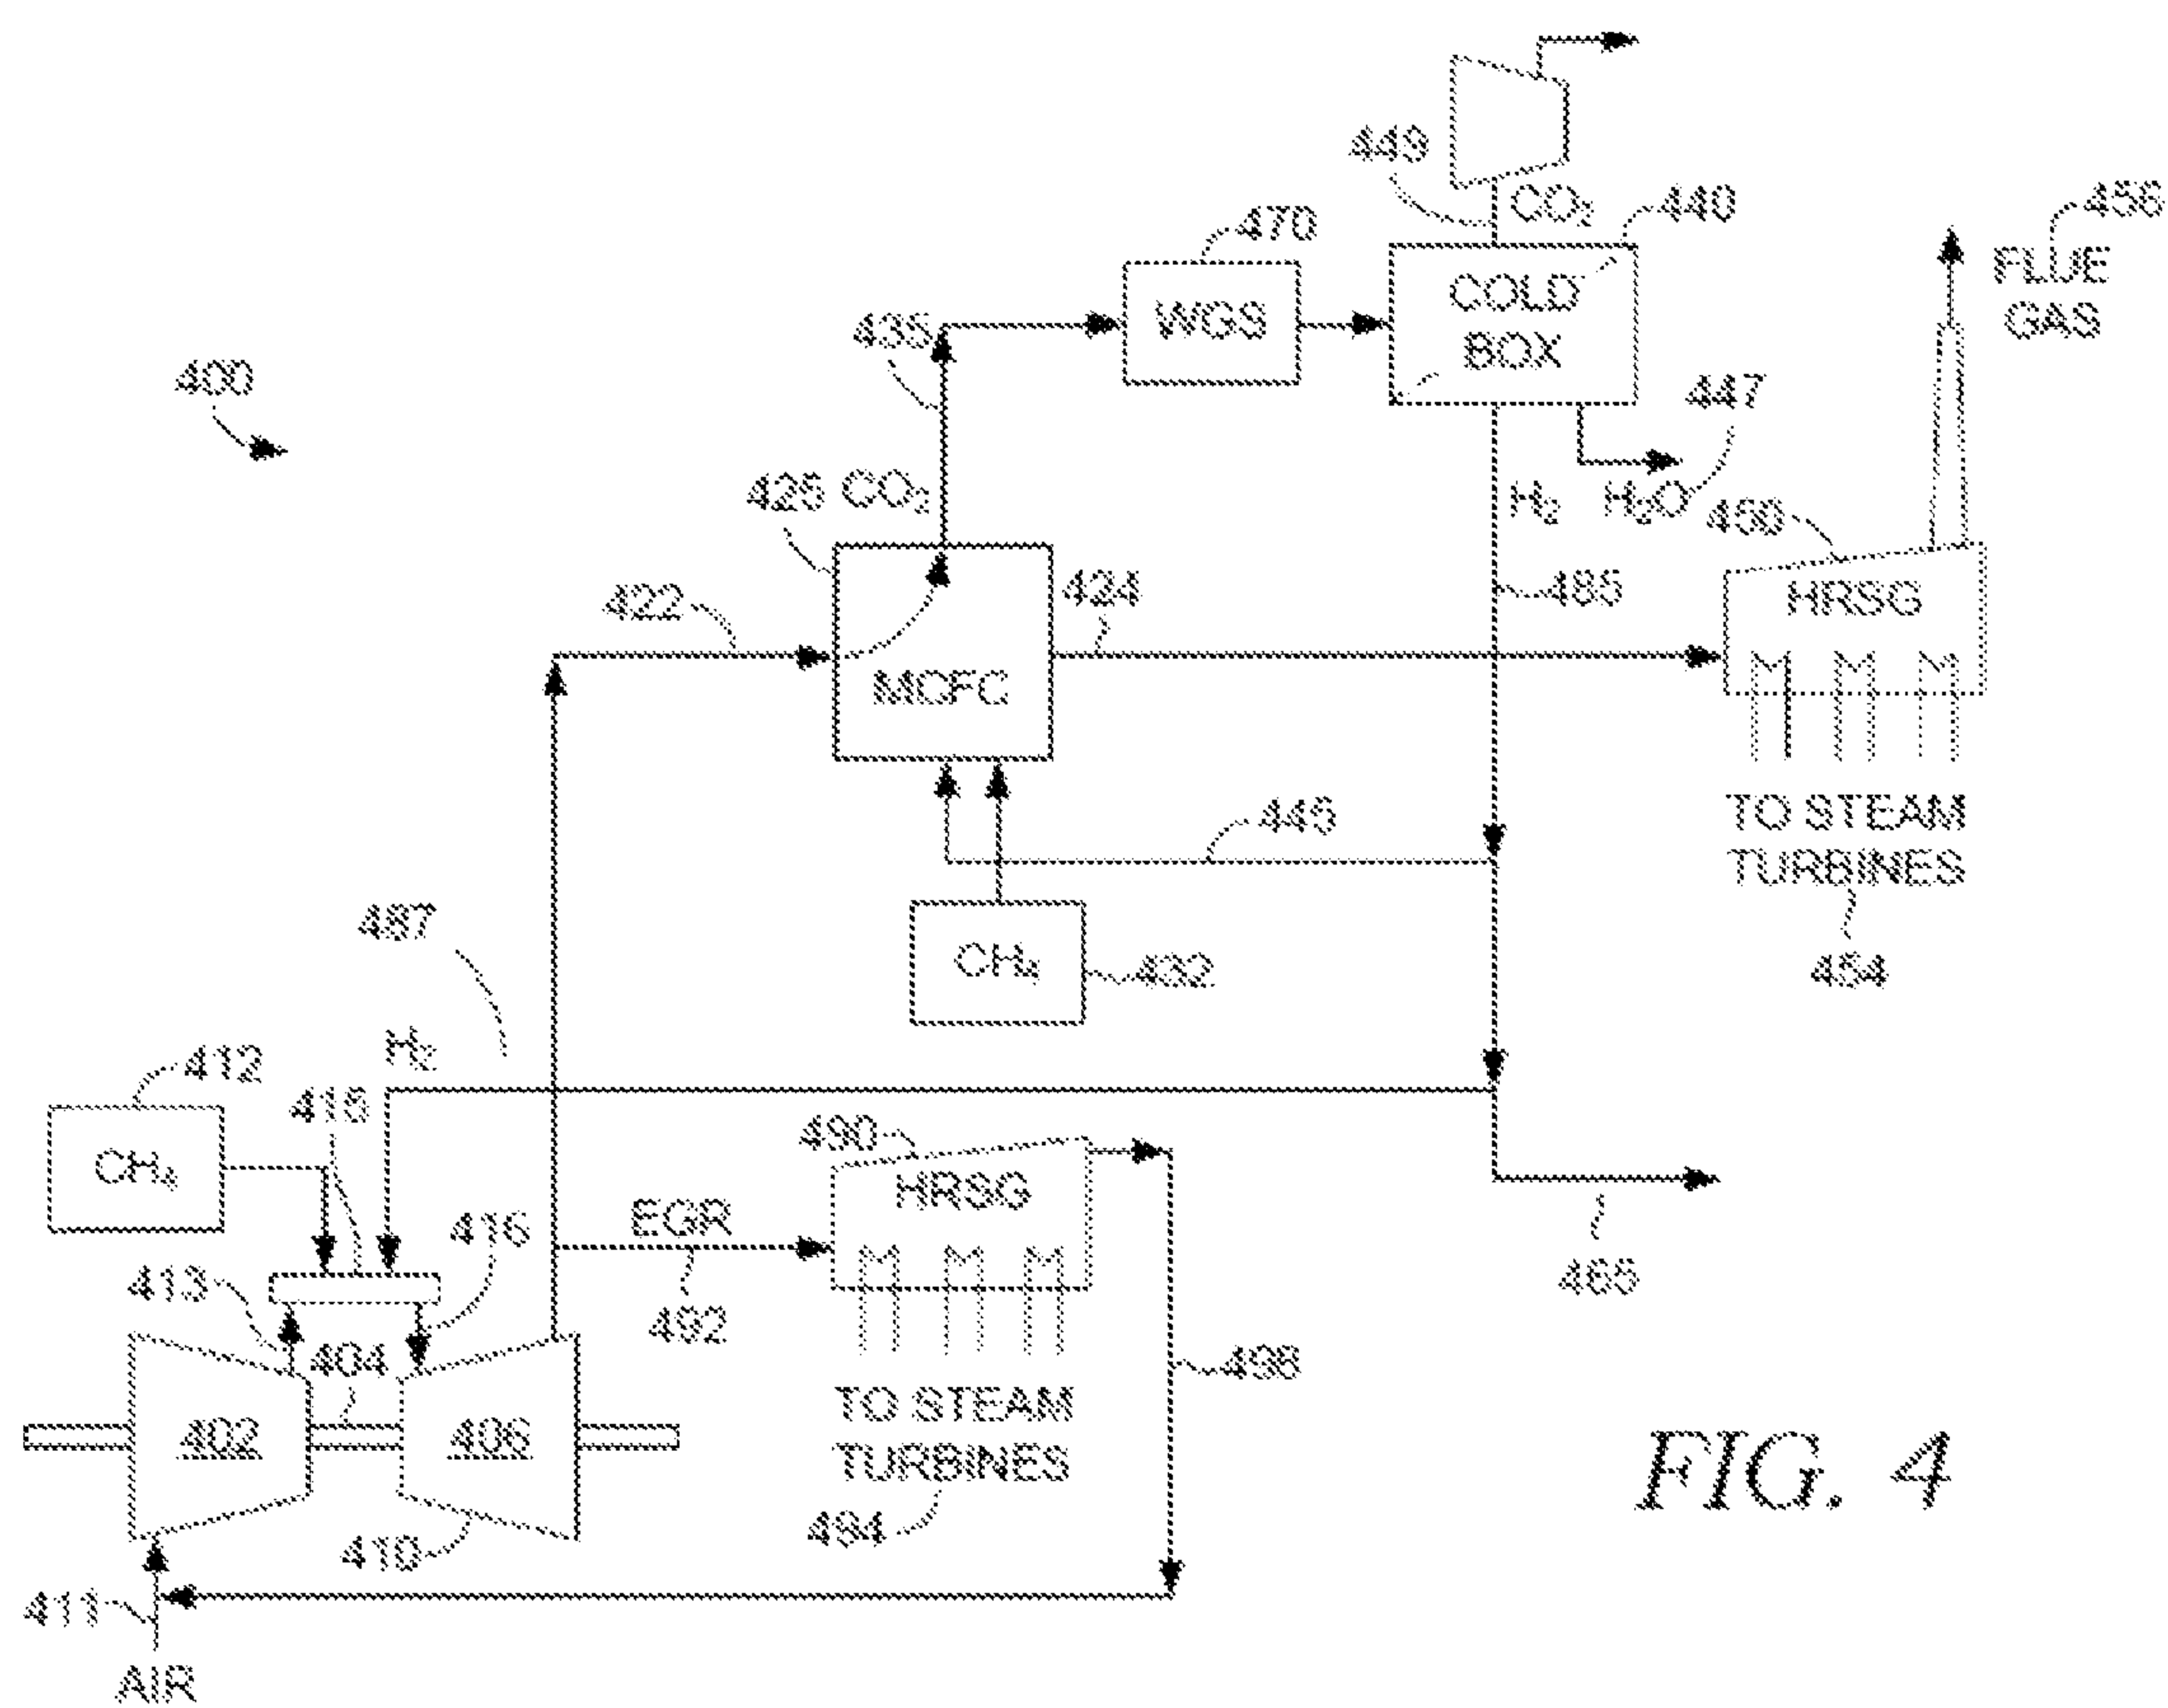 449
CO₂
440
456
FLUE
GAS
470
WGS
COLD
BOX
435
400
447
H₂
H₂O
425
CO₂
450
HRSG
422
424
485
MCFC
445
TO STEAM
TURBINES
454
487
CH₄
432
H₂
412
415
CH₄
490
HRSG
416
EGR
413
492
465
404
498
402
406
TO STEAM
TURBINES
494
410
411
AIR
FIG. 4